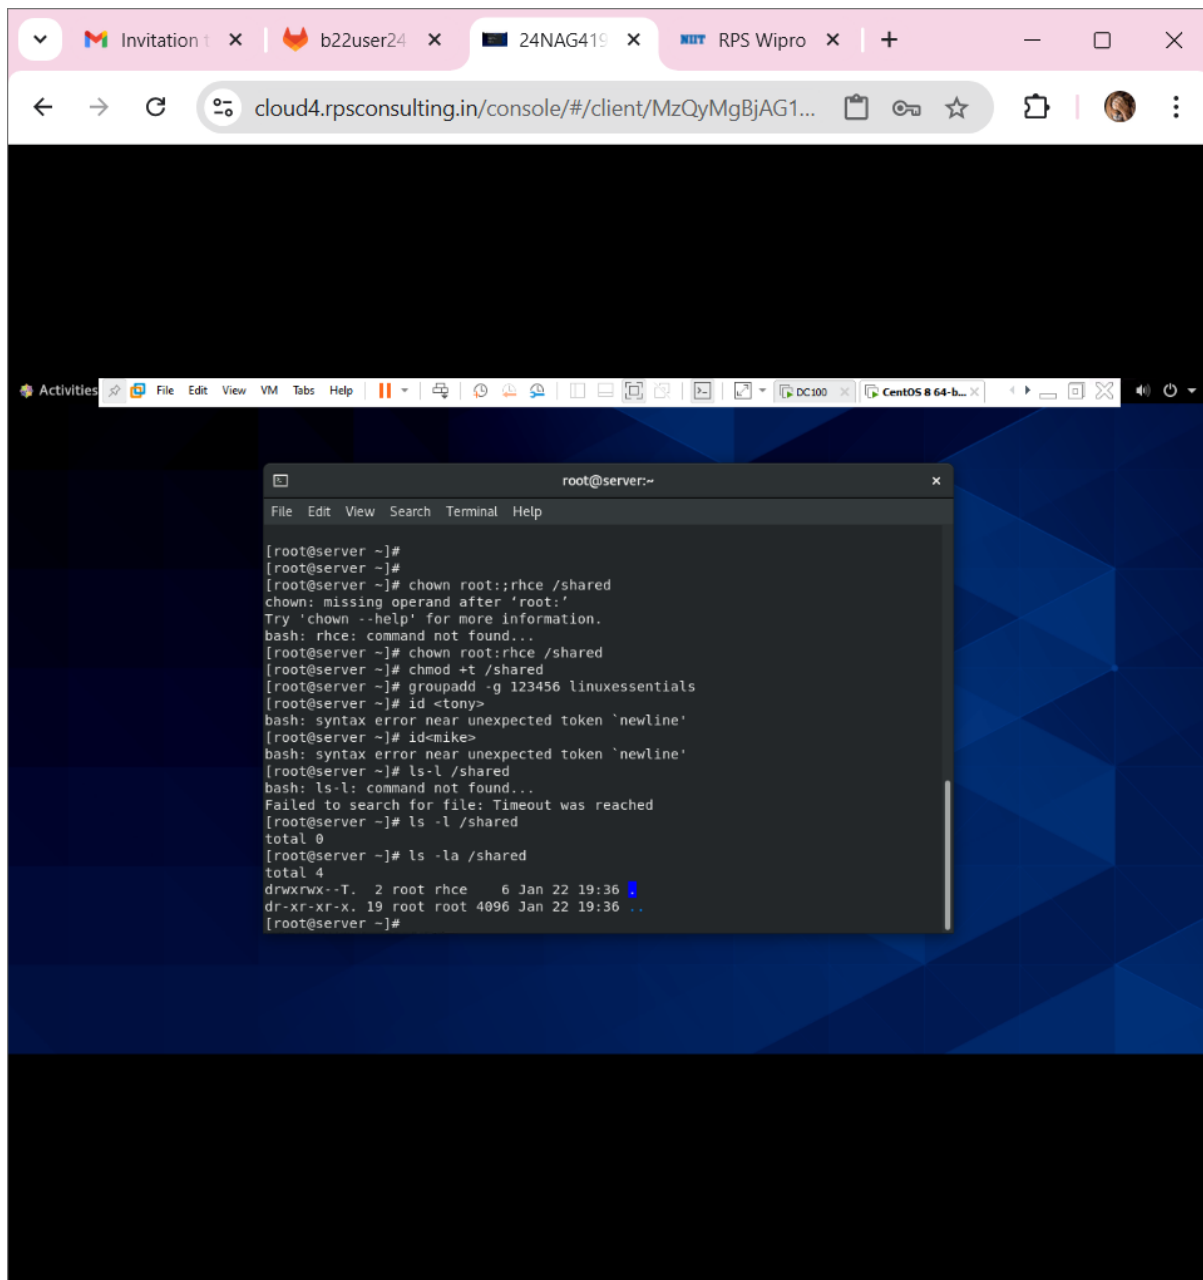 Invitation t
b22user24
24NAG419
NIIT RPS Wipro
cloud4.rpsconsulting.in/console/#/client/MzQyMgBjAG1...
Activities File Edit View VM Tabs Help DC100 CentOS 8 64-b...
root@server:~
File Edit View Search Terminal Help
[root@server ~]#
[root@server ~]#
[root@server ~]# chown root:;rhce /shared
chown: missing operand after ‘root:’
Try 'chown --help' for more information.
bash: rhce: command not found...
[root@server ~]# chown root:rhce /shared
[root@server ~]# chmod +t /shared
[root@server ~]# groupadd -g 123456 linuxessentials
[root@server ~]# id <tony>
bash: syntax error near unexpected token `newline'
[root@server ~]# id<mike>
bash: syntax error near unexpected token `newline'
[root@server ~]# ls-l /shared
bash: ls-l: command not found...
Failed to search for file: Timeout was reached
[root@server ~]# ls -l /shared
total 0
[root@server ~]# ls -la /shared
total 4
drwxrwx--T.  2 root rhce    6 Jan 22 19:36 .
dr-xr-xr-x. 19 root root 4096 Jan 22 19:36 ..
[root@server ~]#